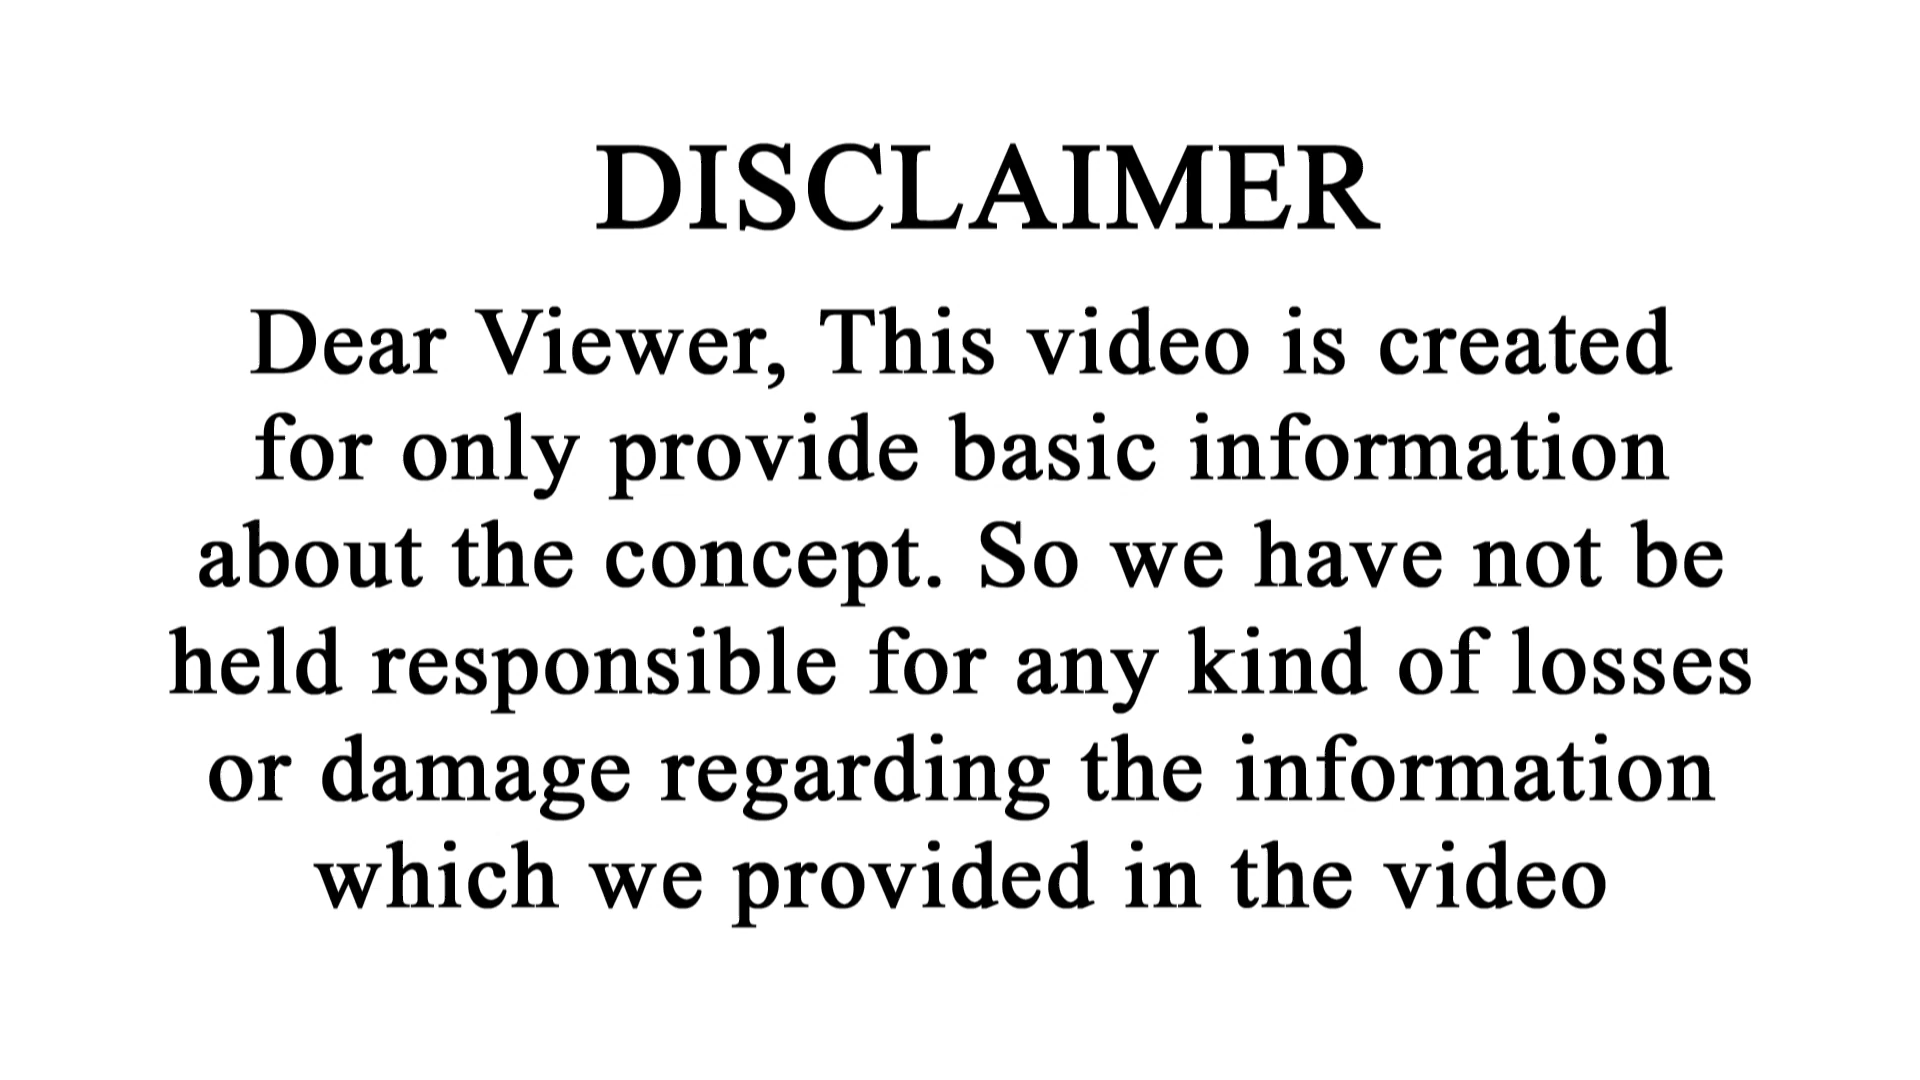 DISCLAIMER
Dear Viewer, This video is created
for only provide basic information
about the concept. So we have not be
held responsible for any kind of losses
or damage regarding the information
which we provided in the video